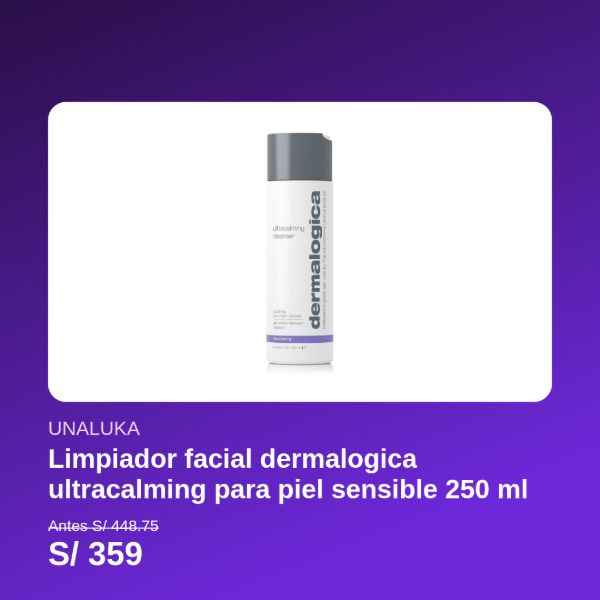 ultracalming
cleanser
dermalogica
UNALUKA
Limpiador facial dermalogica
ultracalming para piel sensible 250 ml
Antes S/ 448.75
S/ 359